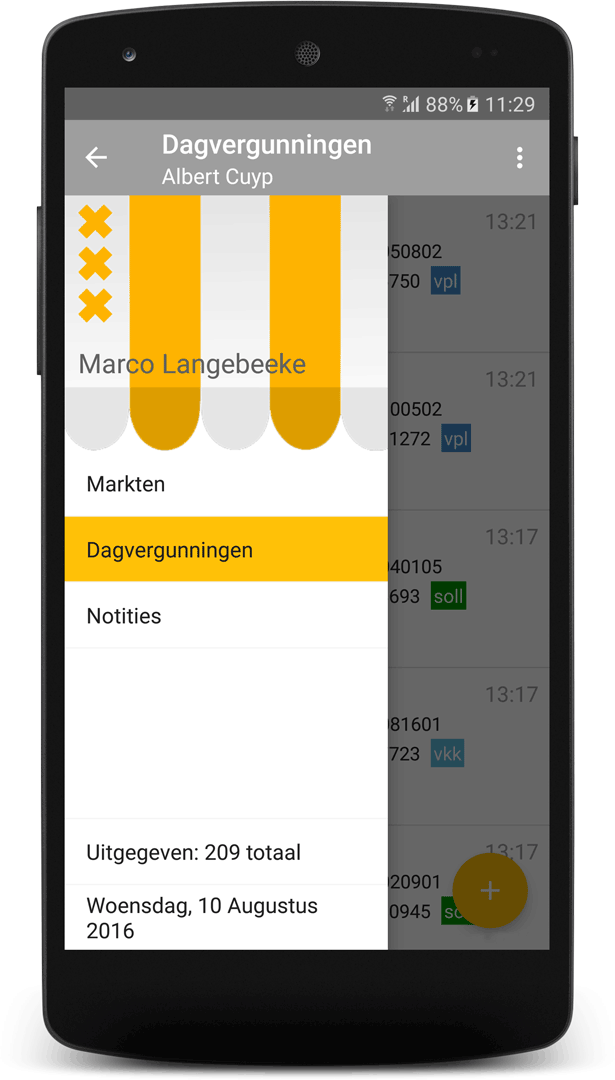 R 88% 11:29
Dagvergunningen
Albert Cuyp
13:21
050802
750 vpl
Marco Langebeeke
13:21
00502
1272 vpl
Markten
Dagvergunningen
Notities
13:17
040105
693 soll
13:17
081601
723 vkk
13:17
020901
0945
+
Uitgegeven: 209 totaal
Woensdag, 10 Augustus
2016